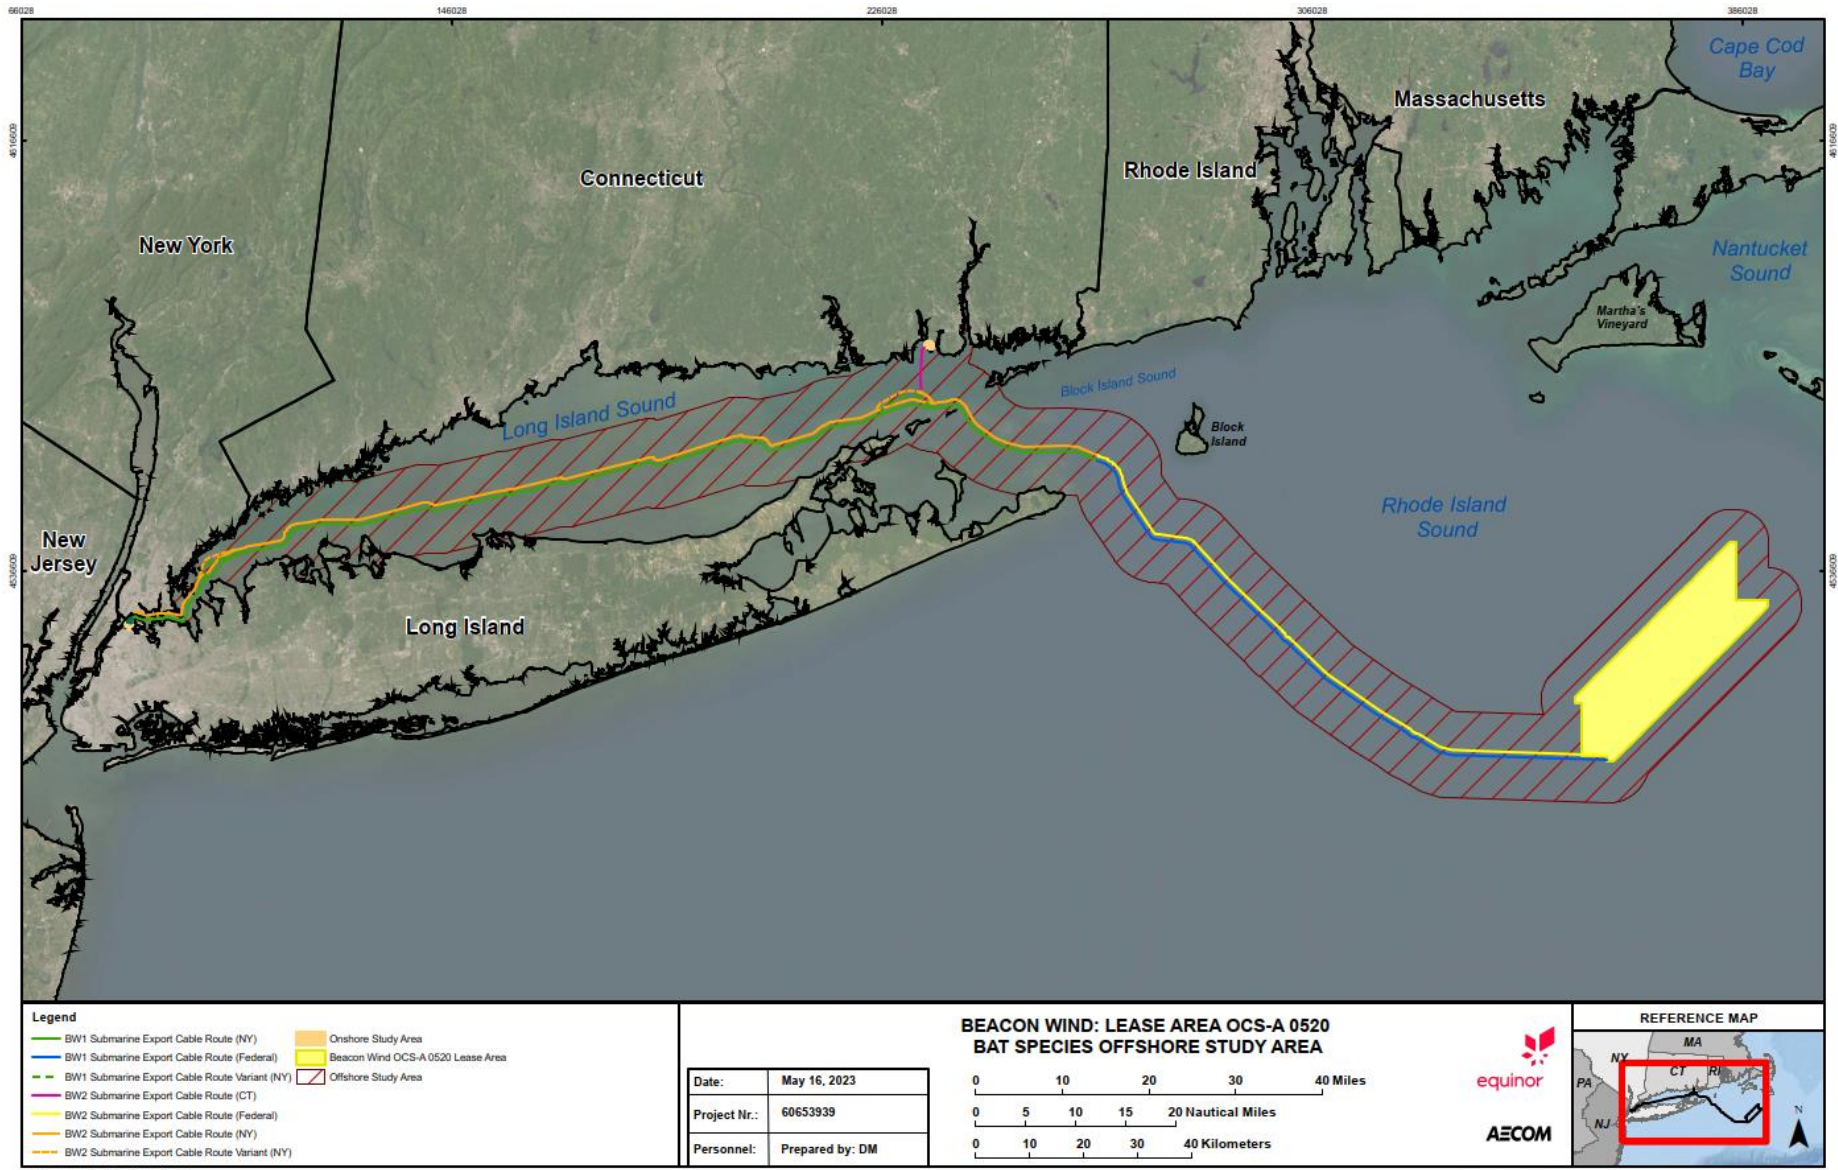 66028
146028
226028
306028
386028
Cape Cod
Bay
Massachusetts
4616609
4616609
Rhode Island
Connecticut
New York
Nantucket
Sound
Martha's
Vineyard
Block Island Sound
Long Island Sound
Block
Island
Rhode Island
Sound
New
Jersey
4536609
4536609
Long Island
Legend
BW1 Submarine Export Cable Route (NY)
BW1 Submarine Export Cable Route (Federal)
BW1 Submarine Export Cable Route Variant (NY)
BW2 Submarine Export Cable Route (CT)
BW2 Submarine Export Cable Route (Federal)
BW2 Submarine Export Cable Route (NY)
BW2 Submarine Export Cable Route Variant (NY)
Onshore Study Area
Beacon Wind OCS-A 0520 Lease Area
Offshore Study Area
Date: May 16, 2023
Project Nr.: 60653939
Personnel: Prepared by: DM
BEACON WIND: LEASE AREA OCS-A 0520
BAT SPECIES OFFSHORE STUDY AREA
0 10 20 30 40 Miles
0 5 10 15 20 Nautical Miles
0 10 20 30 40 Kilometers
equinor
AECOM
REFERENCE MAP
MA
NY
CT
RI
PA
NJ
N